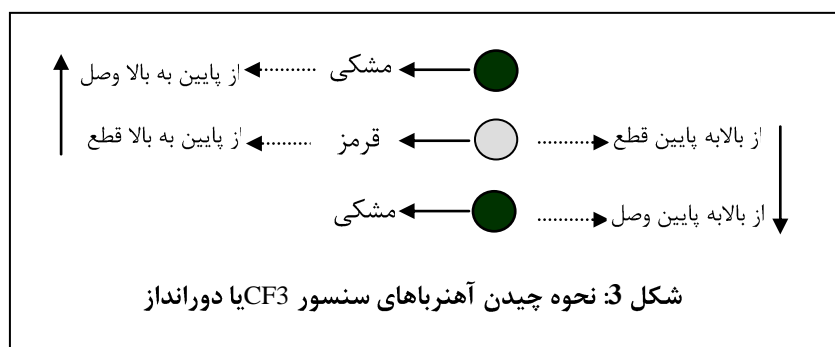 مشکی از پایین به بالا وصل
از بالابه پایین قطع قرمز از پایین به بالا قطع
از بالابه پایین وصل مشکی
شکل 3: نحوه چیدن آهنرباهای سنسور CF3یا دورانداز